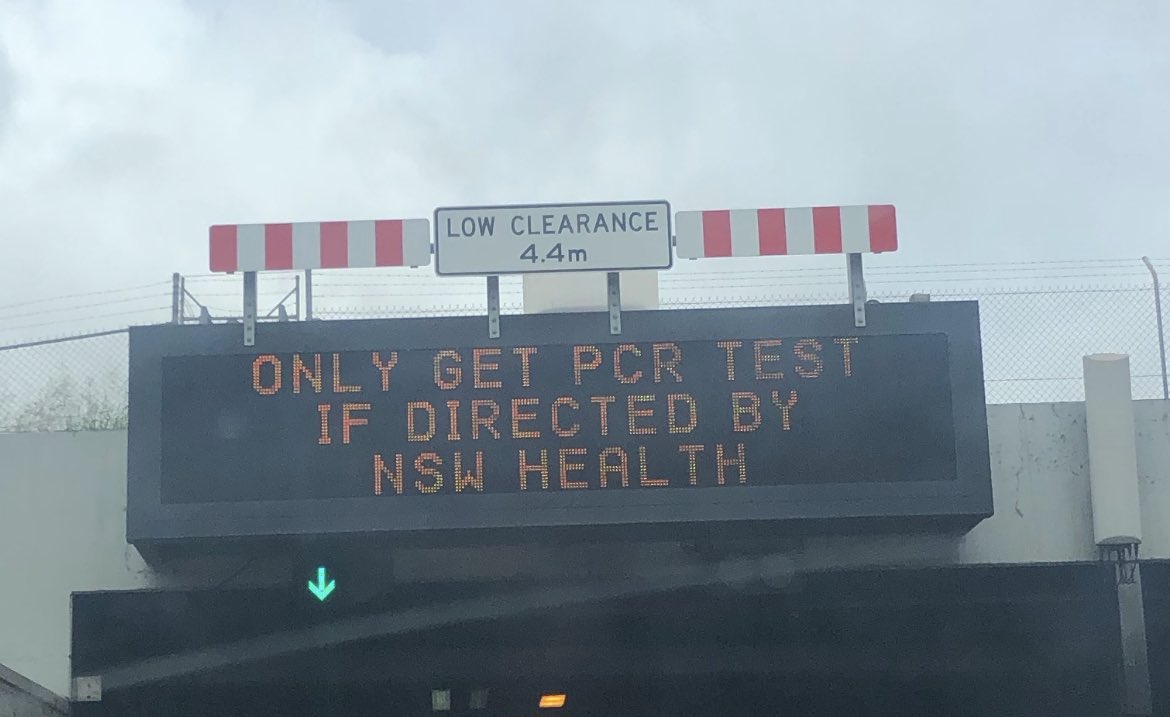 LOW CLEARANCE
4.4m
ONLY GET PCR TEST
IF DIRECTED BY
NSW HEALTH